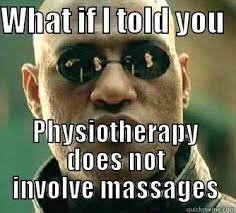 What if I told you
Physiotherapy
does not
involve massages
quickmeme.com